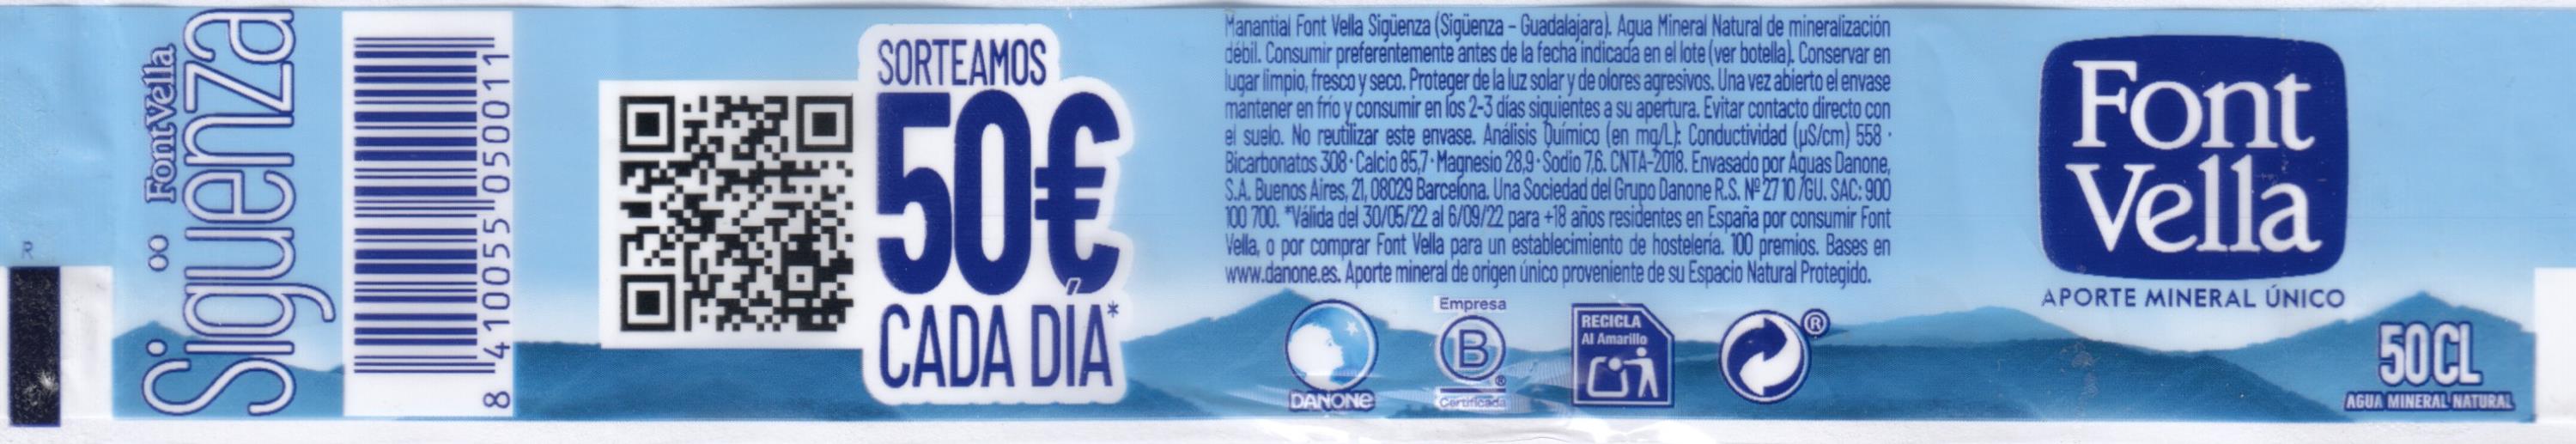 Font Vella
Sigüenza
8 410055 050011
SORTEAMOS
50€
CADA DÍA*
Manantial Font Vella Sigüenza (Sigüenza - Guadalajara). Agua Mineral Natural de mineralización
débil. Consumir preferentemente antes de la fecha indicada en el lote (ver botella). Conservar en
lugar limpio, fresco y seco. Proteger de la luz solar y de olores agresivos. Una vez abierto el envase
mantener en frío y consumir en los 2-3 días siguientes a su apertura. Evitar contacto directo con
el suelo. No reutilizar este envase. Análisis Químico (en mg/L): Conductividad (µS/cm) 558 ·
Bicarbonatos 308 · Calcio 85,7 · Magnesio 28,9 · Sodio 7,6. CNTA-2018. Envasado por Aguas Danone,
S.A. Buenos Aires, 21, 08029 Barcelona. Una Sociedad del Grupo Danone R.S. Nº 27 10 7GU. SAC: 900
100 700. *Válida del 30/05/22 al 6/09/22 para +18 años residentes en España por consumir Font
Vella, o por comprar Font Vella para un establecimiento de hostelería. 100 premios. Bases en
www.danone.es. Aporte mineral de origen único proveniente de su Espacio Natural Protegido.
DANONE
Empresa
B
®
Certificada
RECICLA
Al Amarillo
®
Font
Vella
APORTE MINERAL ÚNICO
50CL
AGUA MINERAL NATURAL
R